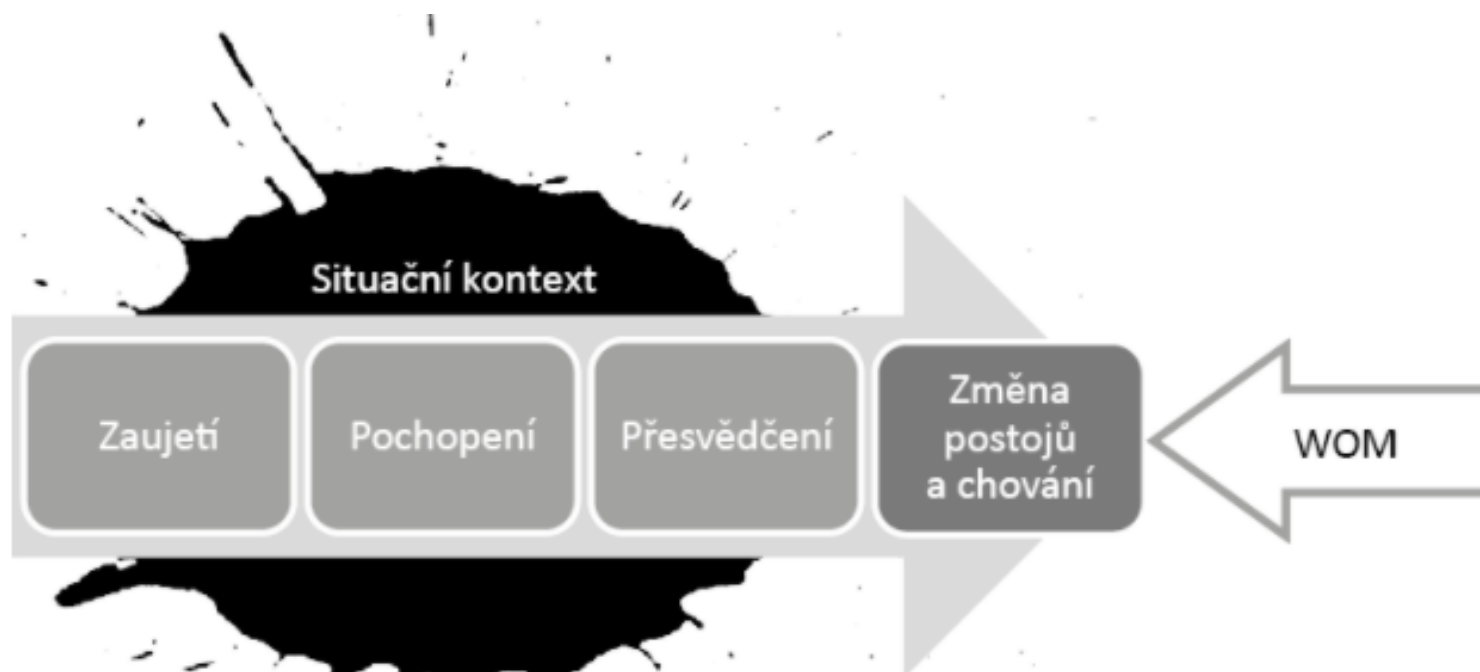 Situační kontext
Zaujetí
Pochopení
Přesvědčení
Změna
postojů
a chování
WOM